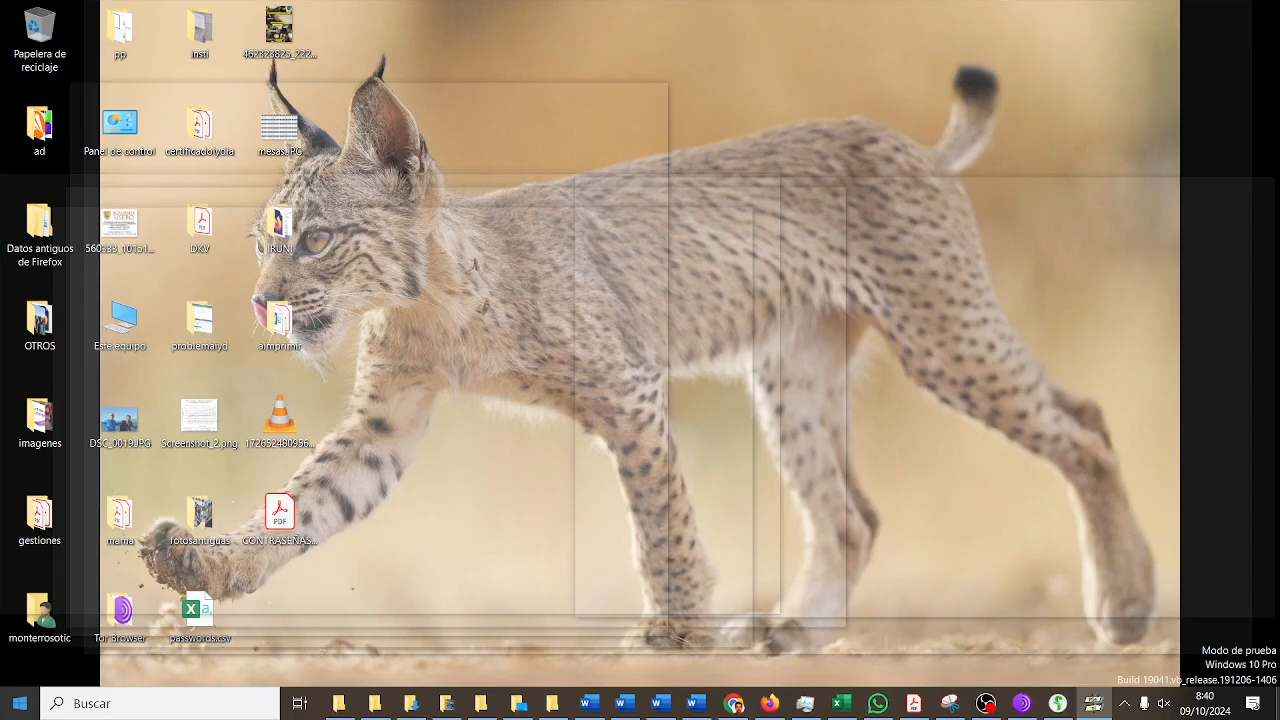 Papelera de
reciclaje
pp
insti
ad
Panel de control
certificadolydia
mesas.JPG
Datos antiguos
de Firefox
DKV
IRUNI
OTROS
Este equipo
problemaiyd
aimprimir
imagenes
DSC_0019.JPG
Screenshot_2.png
gestiones
mama
fotosantiguas
CONTRASEÑAS...
PDF
monterrosotic
Tor Browser
passwords.csv
Modo de prueba
Windows 10 Pro
Build 19041.vb_release.191206-1406
Buscar
8:40
09/10/2024